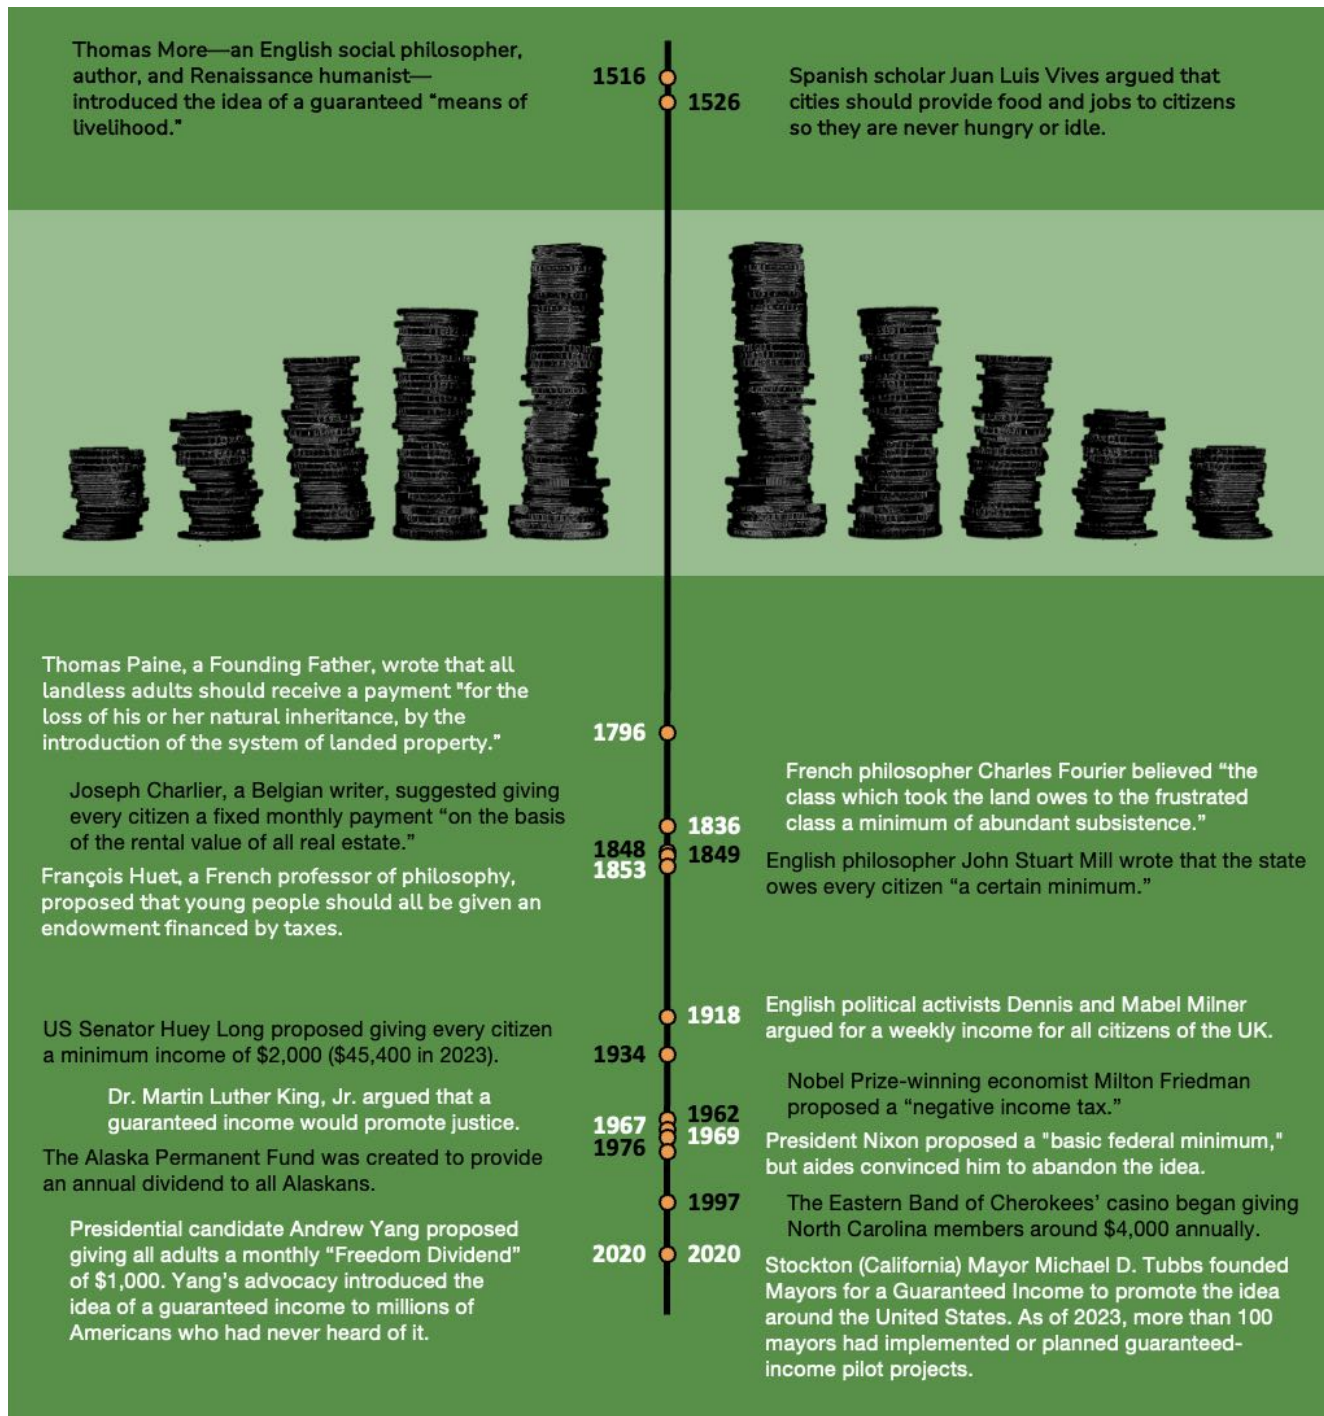 Thomas More—an English social philosopher,
author, and Renaissance humanist—
introduced the idea of a guaranteed “means of
livelihood.”
1516
1526
Spanish scholar Juan Luis Vives argued that
cities should provide food and jobs to citizens
so they are never hungry or idle.
Thomas Paine, a Founding Father, wrote that all
landless adults should receive a payment "for the
loss of his or her natural inheritance, by the
introduction of the system of landed property.”
1796
French philosopher Charles Fourier believed “the
class which took the land owes to the frustrated
class a minimum of abundant subsistence.”
1836
Joseph Charlier, a Belgian writer, suggested giving
every citizen a fixed monthly payment “on the basis
of the rental value of all real estate.”
1848
1849
English philosopher John Stuart Mill wrote that the state
owes every citizen “a certain minimum.”
1853
François Huet, a French professor of philosophy,
proposed that young people should all be given an
endowment financed by taxes.
1918
English political activists Dennis and Mabel Milner
argued for a weekly income for all citizens of the UK.
US Senator Huey Long proposed giving every citizen
a minimum income of $2,000 ($45,400 in 2023).
1934
Nobel Prize-winning economist Milton Friedman
proposed a “negative income tax.”
1962
Dr. Martin Luther King, Jr. argued that a
guaranteed income would promote justice.
1967
1969
President Nixon proposed a "basic federal minimum,"
but aides convinced him to abandon the idea.
1976
The Alaska Permanent Fund was created to provide
an annual dividend to all Alaskans.
1997
The Eastern Band of Cherokees’ casino began giving
North Carolina members around $4,000 annually.
Presidential candidate Andrew Yang proposed
giving all adults a monthly “Freedom Dividend”
of $1,000. Yang’s advocacy introduced the
idea of a guaranteed income to millions of
Americans who had never heard of it.
2020
2020
Stockton (California) Mayor Michael D. Tubbs founded
Mayors for a Guaranteed Income to promote the idea
around the United States. As of 2023, more than 100
mayors had implemented or planned guaranteed-
income pilot projects.